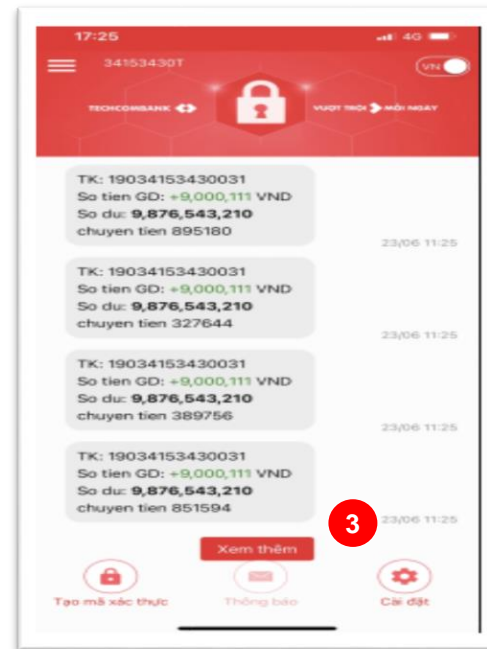 17:25
4G
34153430T
VN
TECHCOMBANK
VƯỢT TRỘI MỖI NGÀY
TK: 19034153430031
So tien GD: +9,000,111 VND
So du: 9,876,543,210
chuyen tien 895180
23/06 11:25
TK: 19034153430031
So tien GD: +9,000,111 VND
So du: 9,876,543,210
chuyen tien 327644
23/06 11:25
TK: 19034153430031
So tien GD: +9,000,111 VND
So du: 9,876,543,210
chuyen tien 389756
23/06 11:25
TK: 19034153430031
So tien GD: +9,000,111 VND
So du: 9,876,543,210
chuyen tien 851594
23/06 11:25
3
Xem thêm
Tạo mã xác thực
Thông báo
Cài đặt